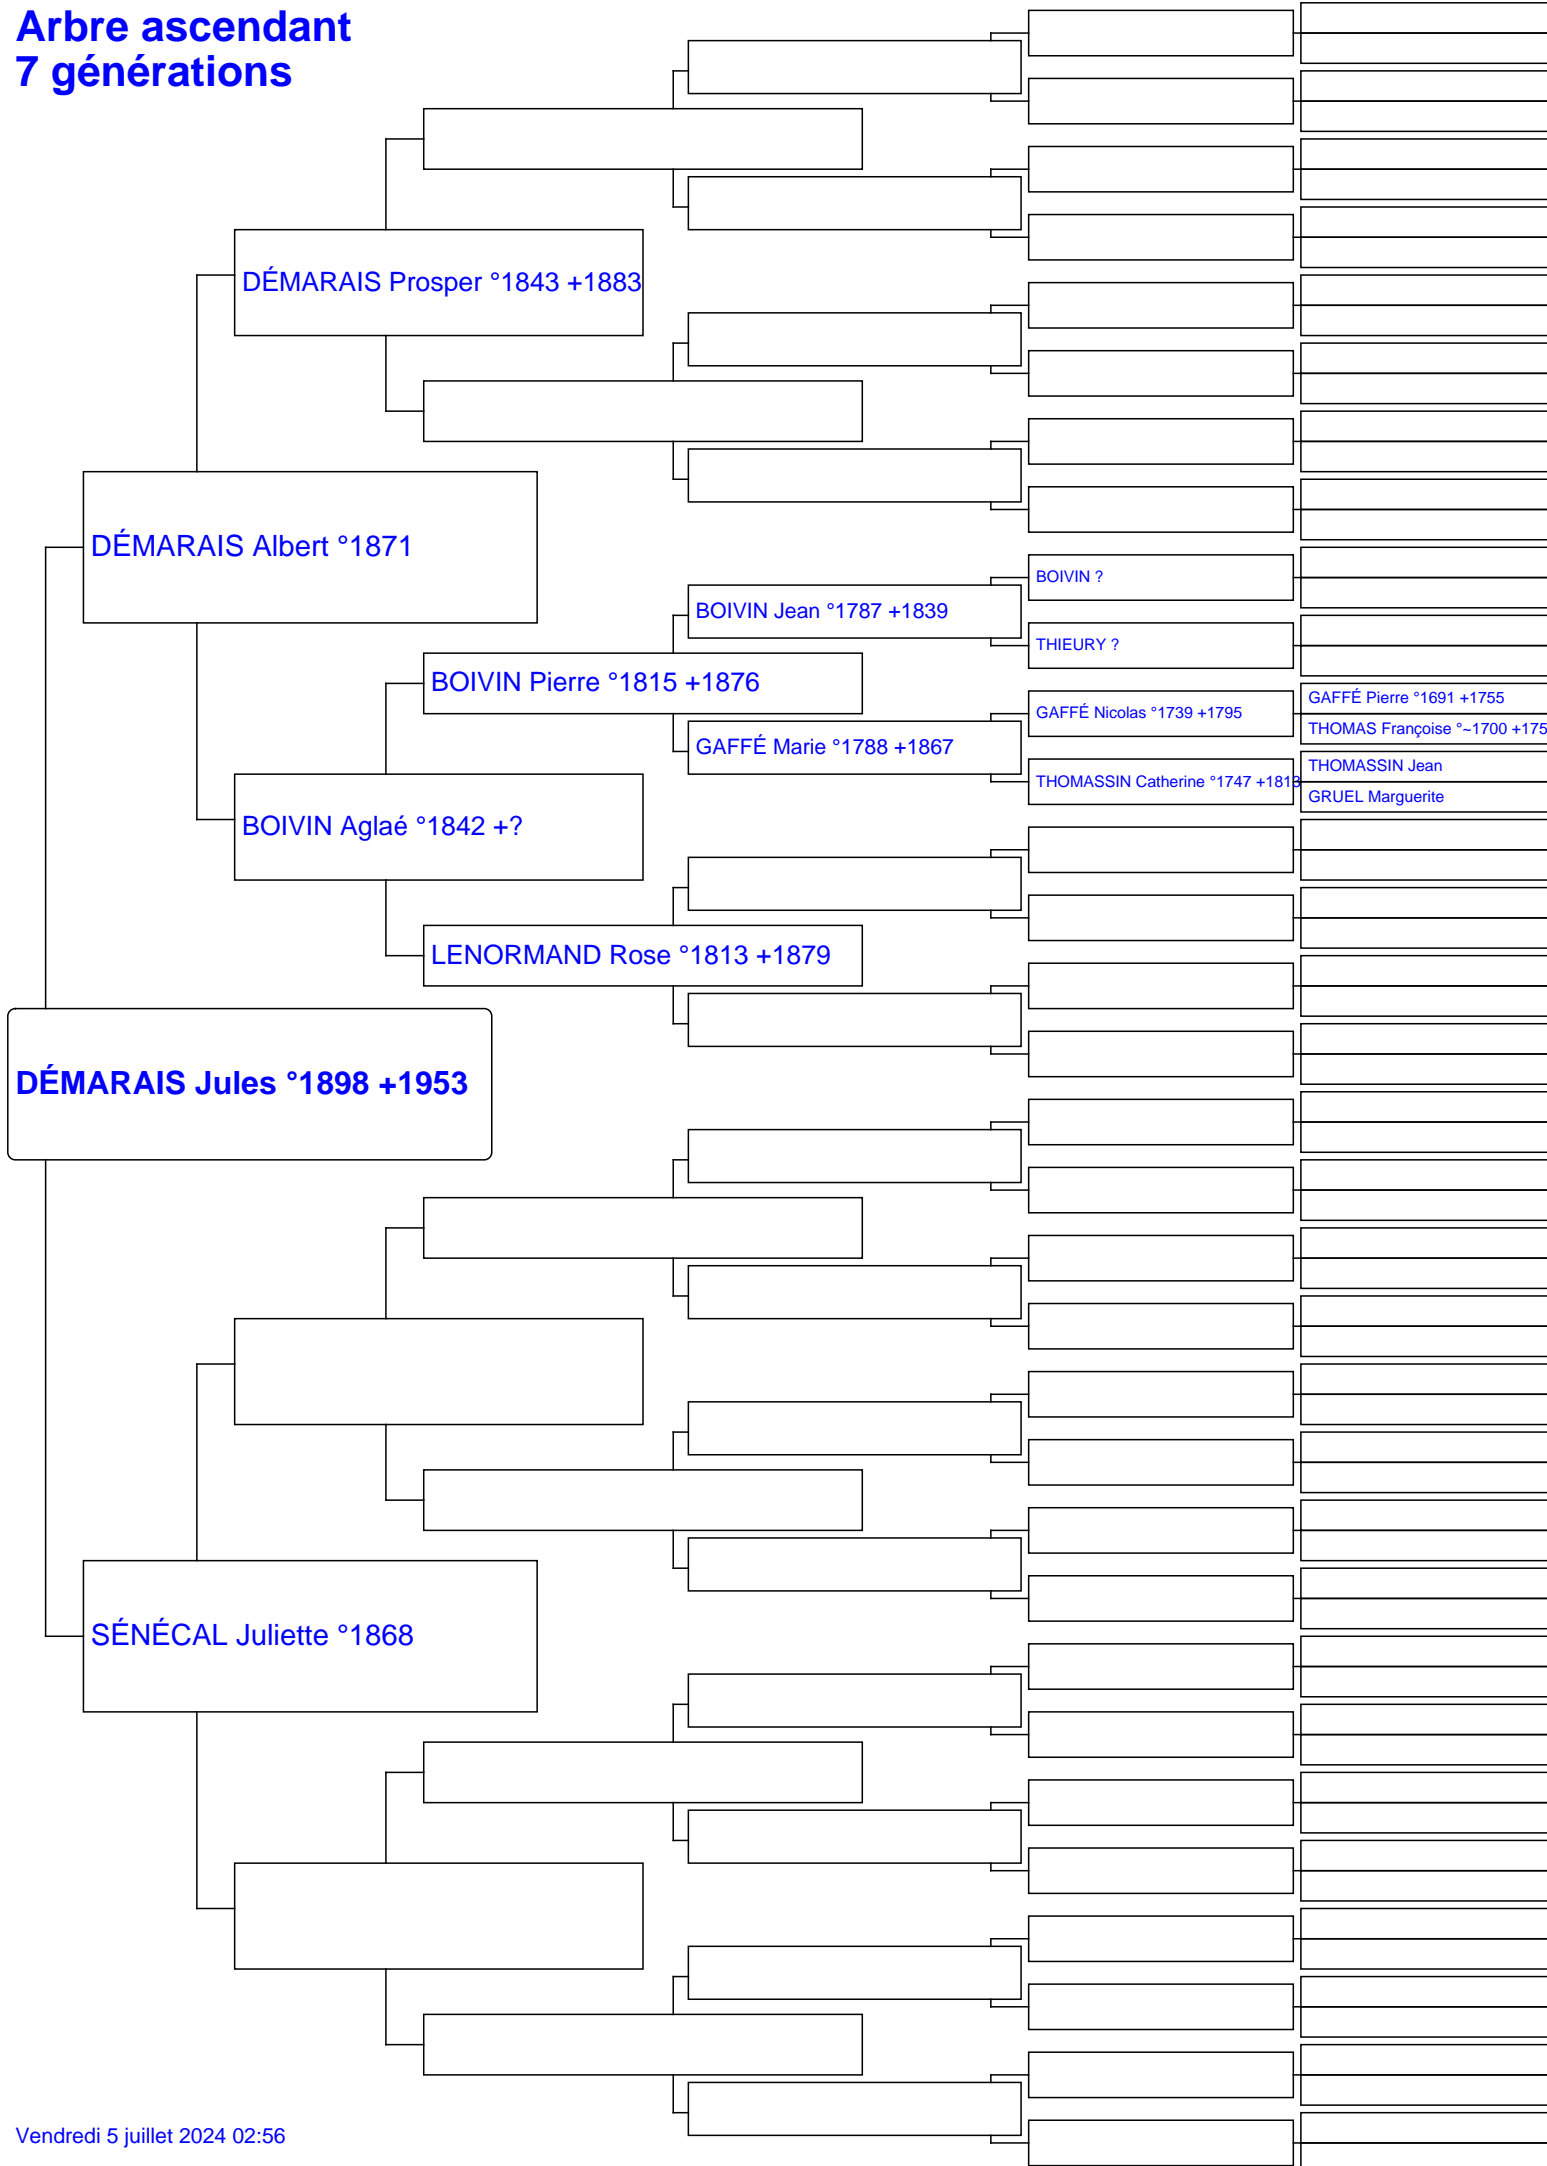 Arbre ascendant
7 générations
DÉMARAIS Prosper °1843 +1883
DÉMARAIS Albert °1871
BOIVIN ?
BOIVIN Jean °1787 +1839
THIEURY ?
BOIVIN Pierre °1815 +1876
GAFFÉ Pierre °1691 +1755
GAFFÉ Nicolas °1739 +1795
THOMAS Françoise °~1700 +175
GAFFÉ Marie °1788 +1867
THOMASSIN Jean
THOMASSIN Catherine °1747 +1813
GRUEL Marguerite
BOIVIN Aglaé °1842 +?
LENORMAND Rose °1813 +1879
DÉMARAIS Jules °1898 +1953
SÉNÉCAL Juliette °1868
Vendredi 5 juillet 2024 02:56